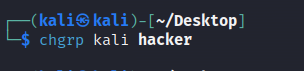 ┌──(kali㉿kali)-[~/Desktop]
└─$ chgrp kali hacker